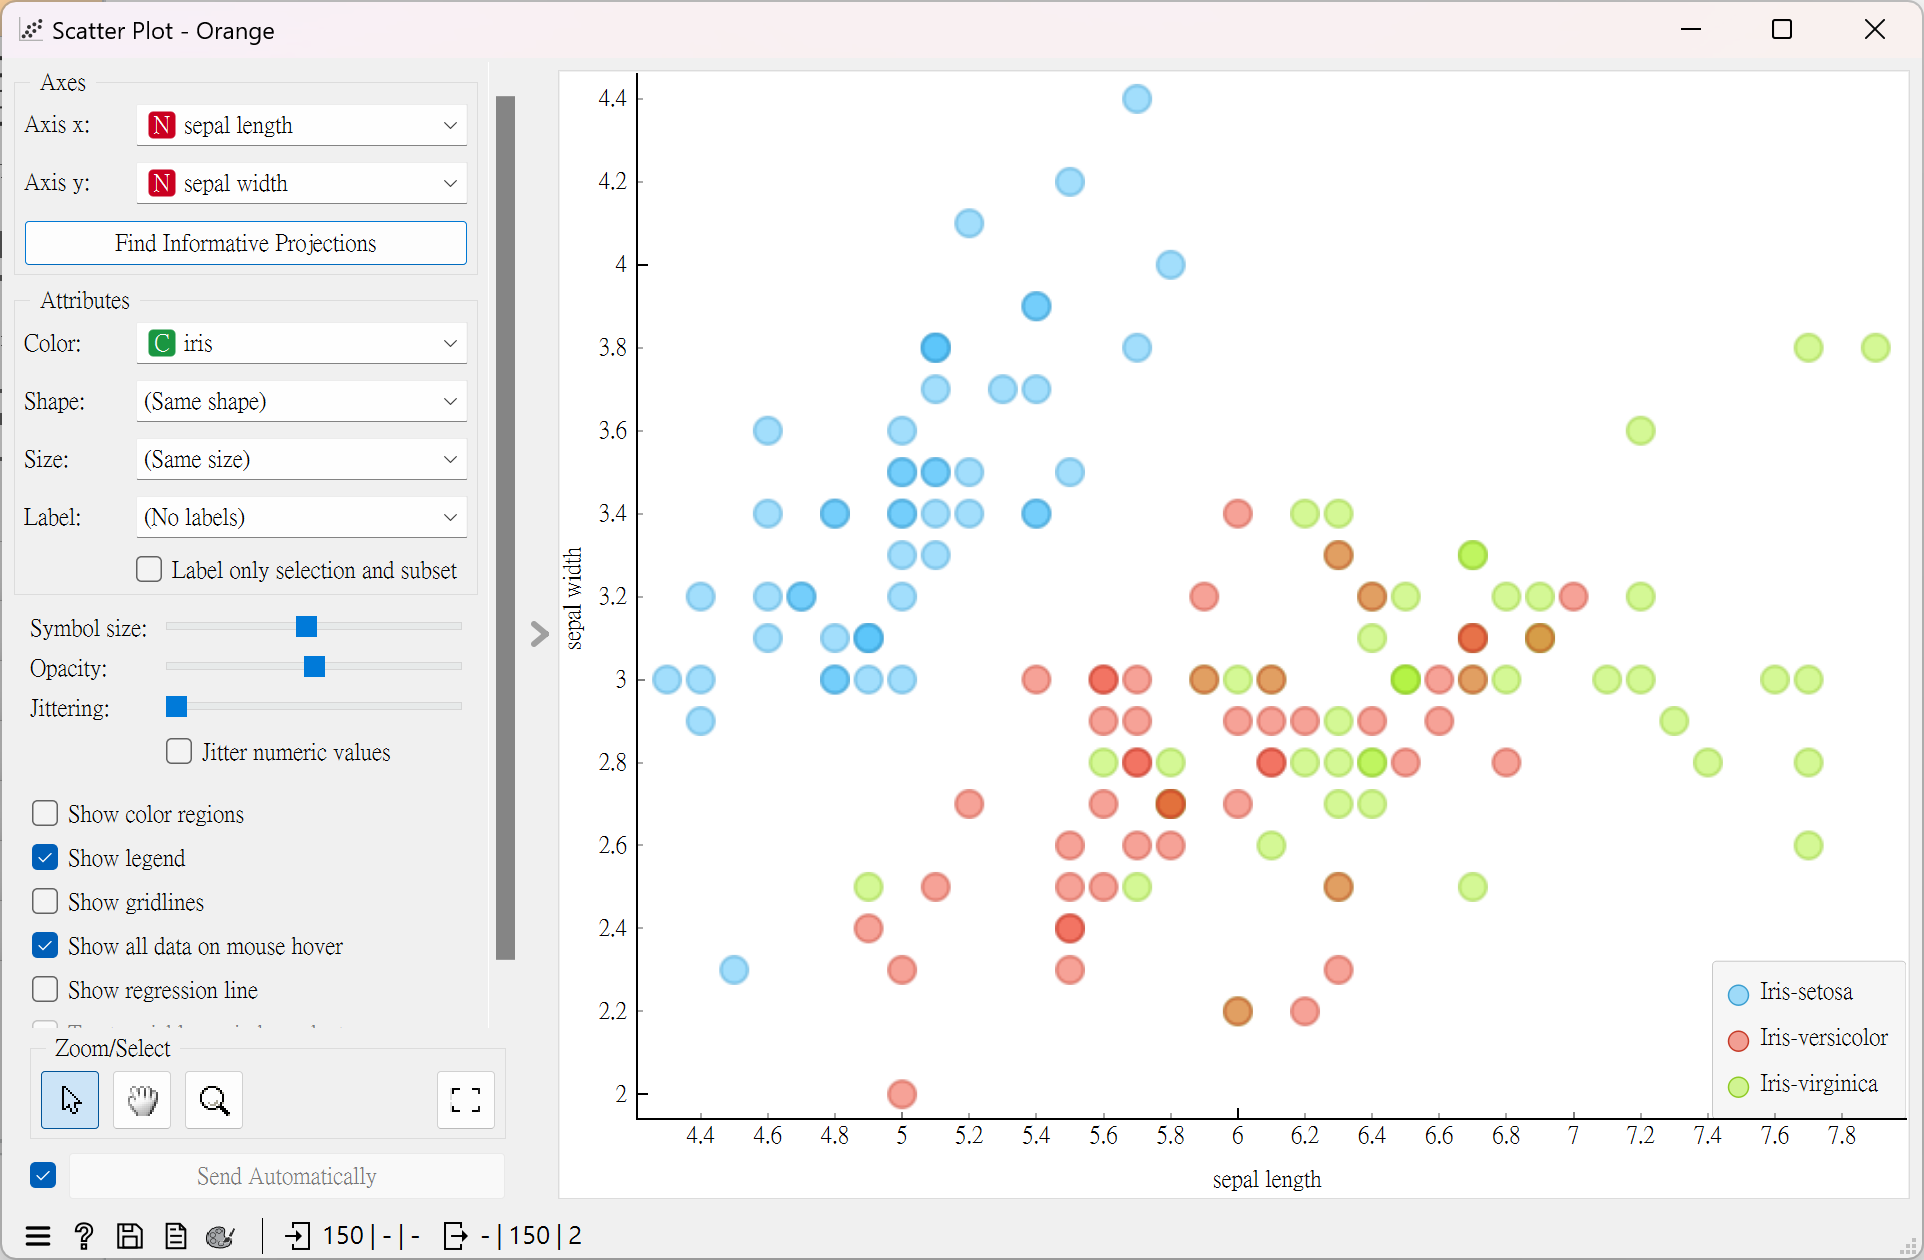 Scatter Plot - Orange
Axes
Axis x:
N sepal length
Axis y:
N sepal width
Find Informative Projections
Attributes
Color:
C iris
Shape:
(Same shape)
Size:
(Same size)
Label:
(No labels)
Label only selection and subset
Symbol size:
Opacity:
Jittering:
Jitter numeric values
Show color regions
Show legend
Show gridlines
Show all data on mouse hover
Show regression line
Zoom/Select
Send Automatically
150 | - | -
- | 150 | 2
sepal width
4.4
4.2
4
3.8
3.6
3.4
3.2
3
2.8
2.6
2.4
2.2
2
4.4 4.6 4.8 5 5.2 5.4 5.6 5.8 6 6.2 6.4 6.6 6.8 7 7.2 7.4 7.6 7.8
sepal length
Iris-setosa
Iris-versicolor
Iris-virginica